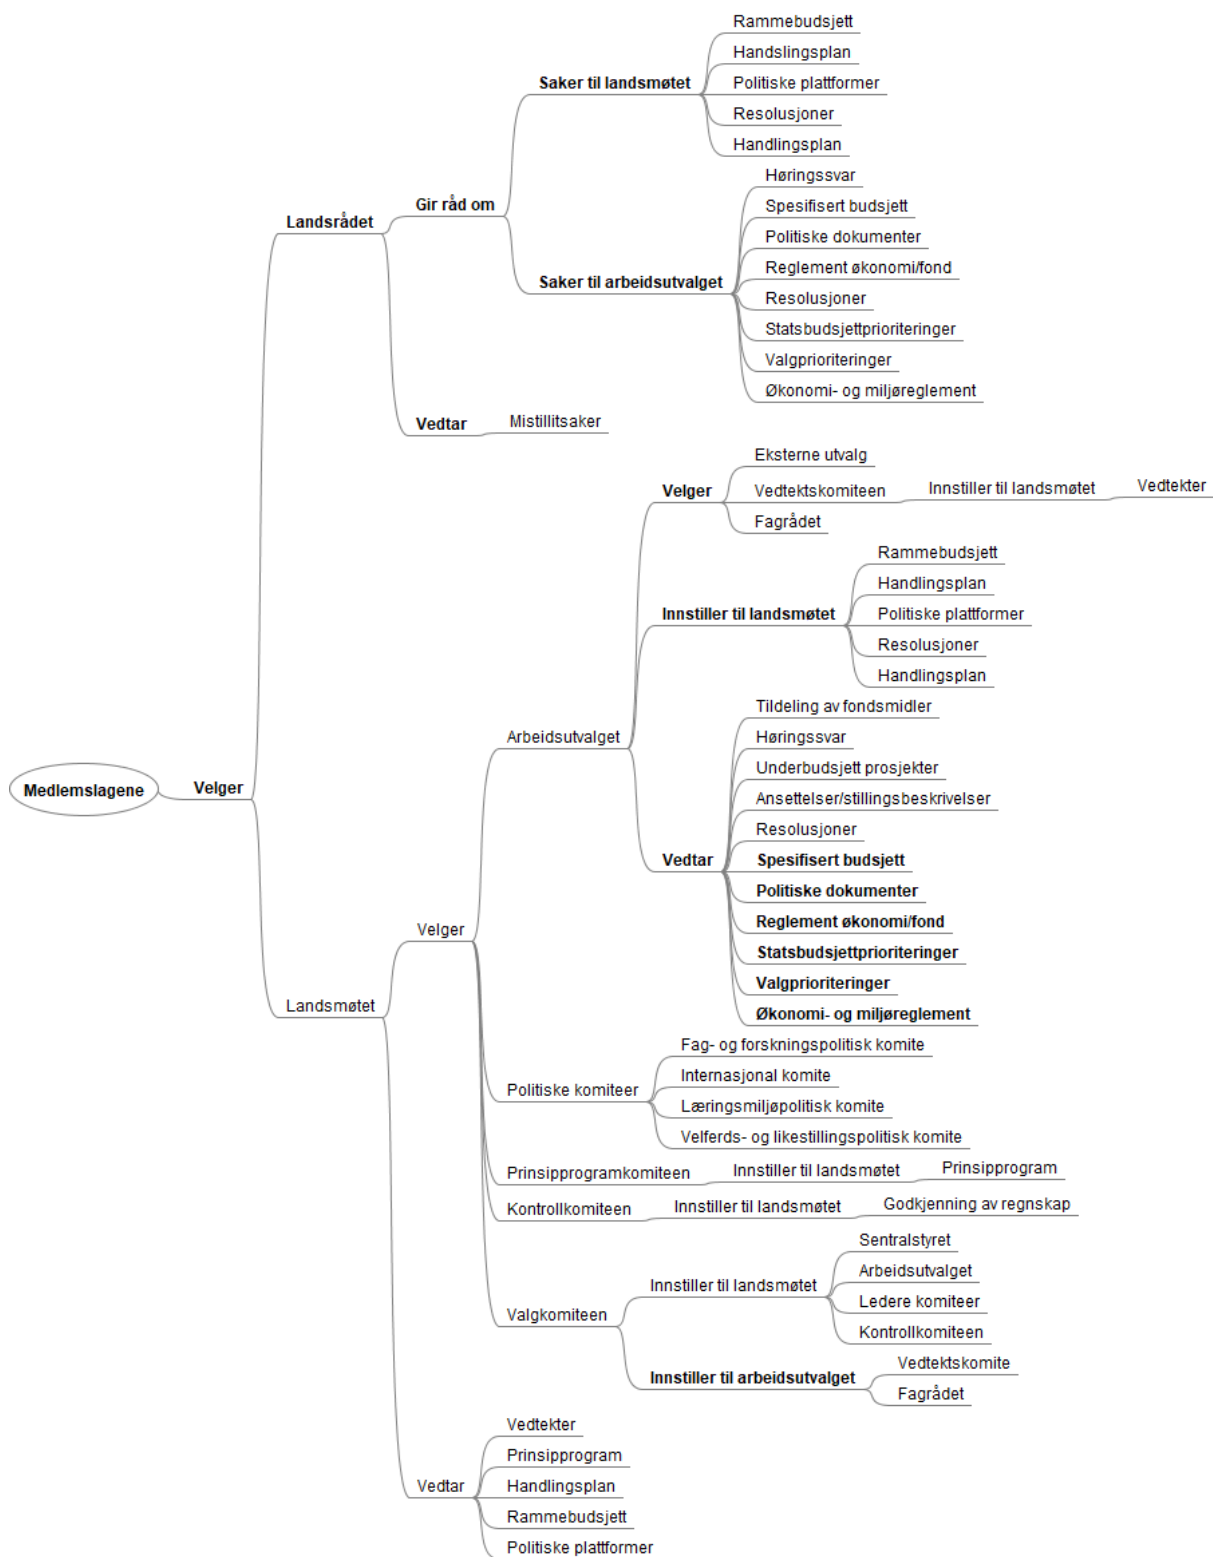 Rammebudsjett
Handslingsplan
Saker til landsmøtet
Politiske plattformer
Resolusjoner
Handlingsplan
Høringssvar
Gir råd om
Spesifisert budsjett
Landsrådet
Politiske dokumenter
Reglement økonomi/fond
Saker til arbeidsutvalget
Resolusjoner
Statsbudsjettprioriteringer
Valgprioriteringer
Økonomi- og miljøreglement
Vedtar
Mistillitsaker
Eksterne utvalg
Velger
Vedtektskomiteen
Innstiller til landsmøtet
Vedtekter
Fagrådet
Rammebudsjett
Handlingsplan
Innstiller til landsmøtet
Politiske plattformer
Resolusjoner
Handlingsplan
Tildeling av fondsmidler
Arbeidsutvalget
Høringssvar
Underbudsjett prosjekter
Medlemslagene
Velger
Ansettelser/stillingsbeskrivelser
Resolusjoner
Vedtar
Spesifisert budsjett
Politiske dokumenter
Velger
Reglement økonomi/fond
Statsbudsjettprioriteringer
Valgprioriteringer
Landsmøtet
Økonomi- og miljøreglement
Fag- og forskningspolitisk komite
Politiske komiteer
Internasjonal komite
Læringsmiljøpolitisk komite
Velferds- og likestillingspolitisk komite
Prinsipprogramkomiteen
Innstiller til landsmøtet
Prinsipprogram
Kontrollkomiteen
Innstiller til landsmøtet
Godkjenning av regnskap
Sentralstyret
Innstiller til landsmøtet
Arbeidsutvalget
Valgkomiteen
Ledere komiteer
Kontrollkomiteen
Innstiller til arbeidsutvalget
Vedtektskomite
Fagrådet
Vedtekter
Prinsipprogram
Vedtar
Handlingsplan
Rammebudsjett
Politiske plattformer